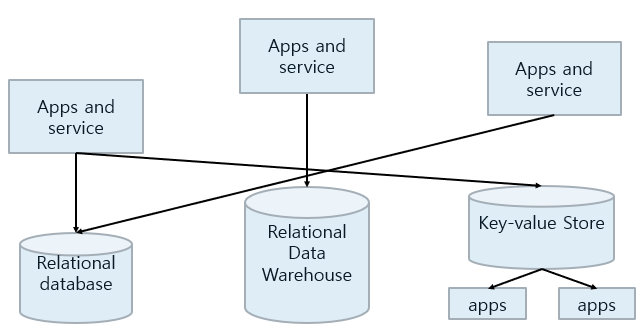 Apps and
service
Apps and
service
Apps and
service
Relational
database
Relational
Data
Warehouse
Key-value Store
apps
apps